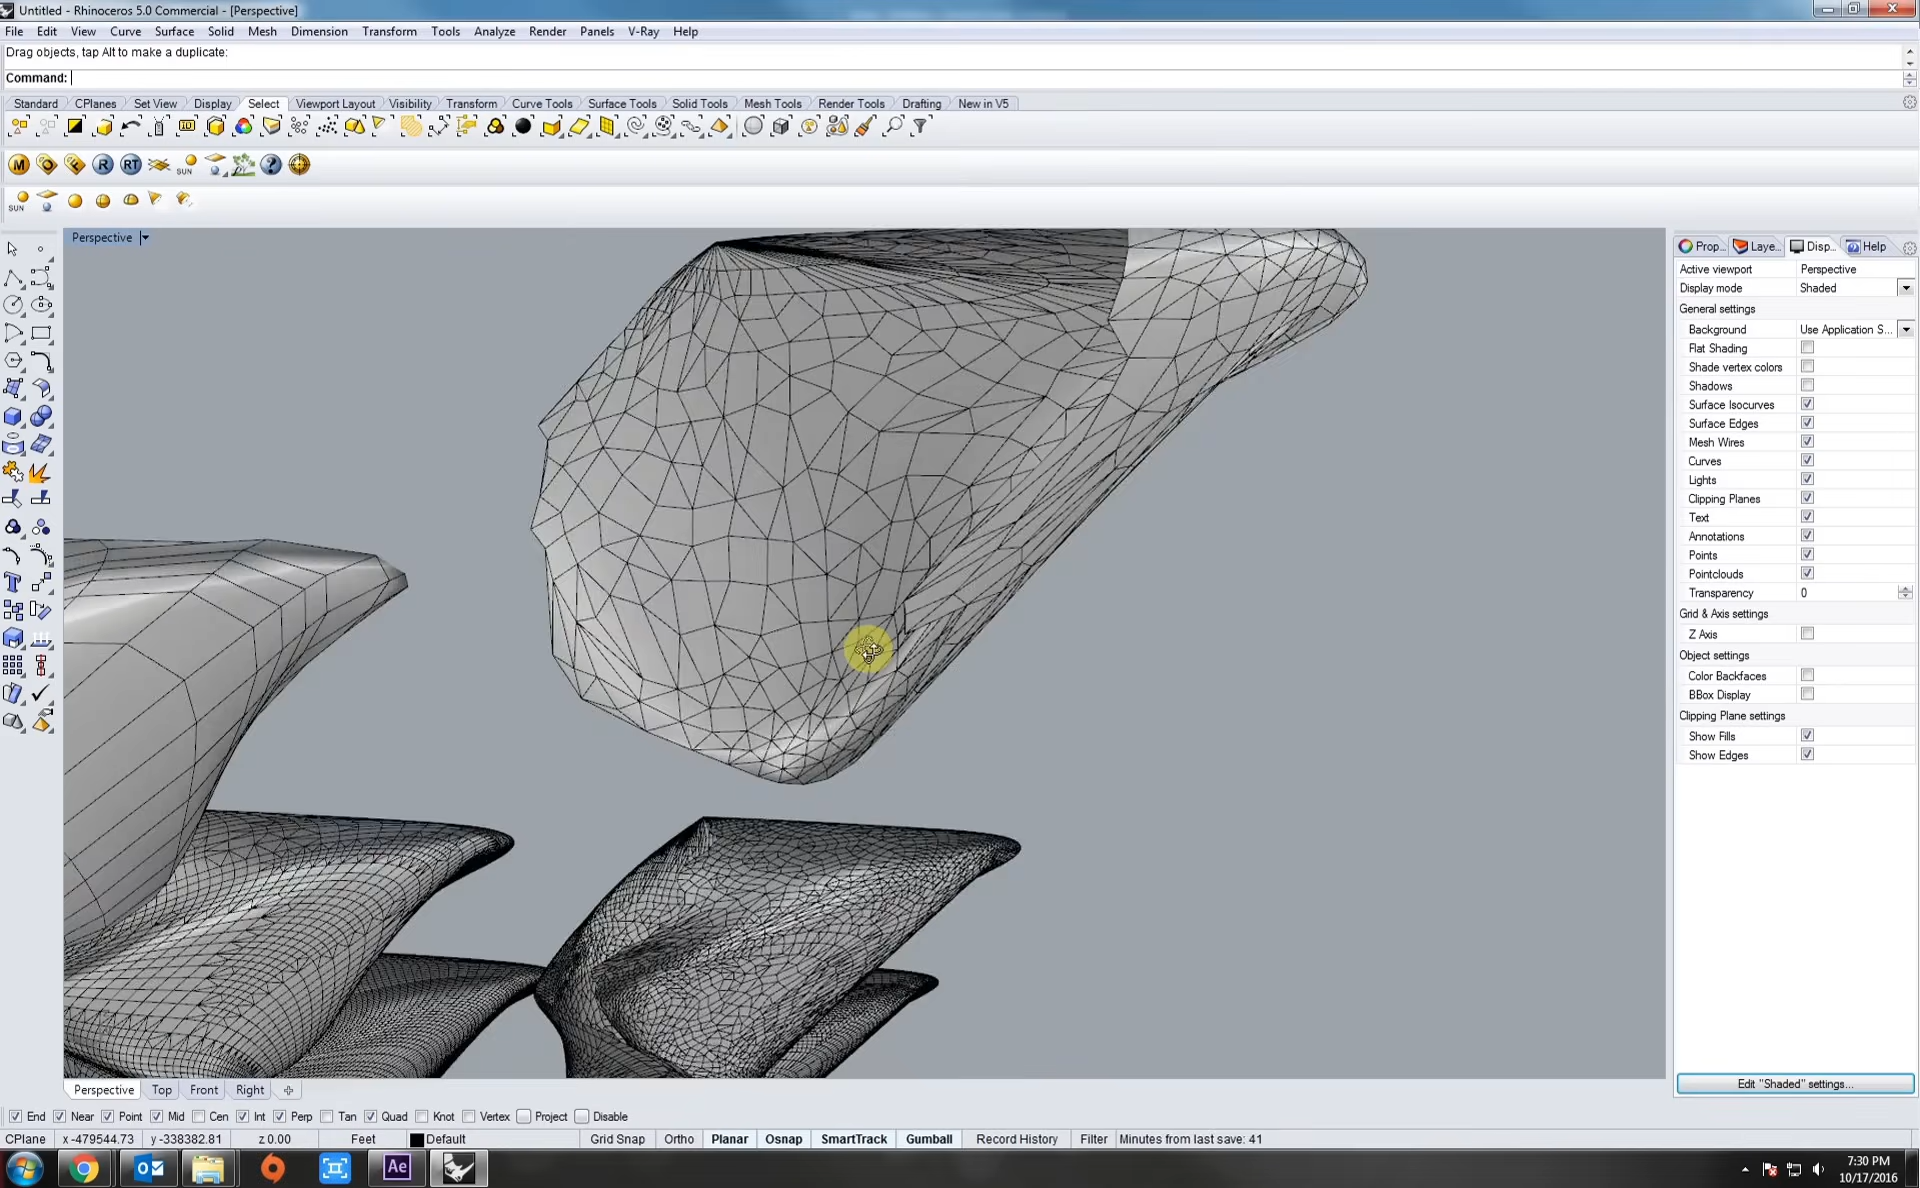 Untitled - Rhinoceros 5.0 Commercial - [Perspective]
File Edit View Curve Surface Solid Mesh Dimension Transform Tools Analyze Render Panels V-Ray Help
Drag objects, tap Alt to make a duplicate:
Command:
Standard CPlanes Set View Display Select Viewport Layout Visibility Transform Curve Tools Surface Tools Solid Tools Mesh Tools Render Tools Drafting New in V5
M O F R RT SUN ?
SUN
Perspective
Prop... Laye... Disp... Help
Active viewport Perspective
Display mode Shaded
General settings
Background Use Application S...
Flat Shading
Shade vertex colors
Shadows
Surface Isocurves
Surface Edges
Mesh Wires
Curves
Lights
Clipping Planes
Text
Annotations
Points
Pointclouds
Transparency 0
Grid & Axis settings
Z Axis
Object settings
Color Backfaces
BBox Display
Clipping Plane settings
Show Fills
Show Edges
Edit "Shaded" settings...
Perspective Top Front Right
End Near Point Mid Cen Int Perp Tan Quad Knot Vertex Project Disable
CPlane x -479544.73 y -338382.81 z 0.00 Feet Default Grid Snap Ortho Planar Osnap SmartTrack Gumball Record History Filter Minutes from last save: 41
Ae
7:30 PM
10/17/2016